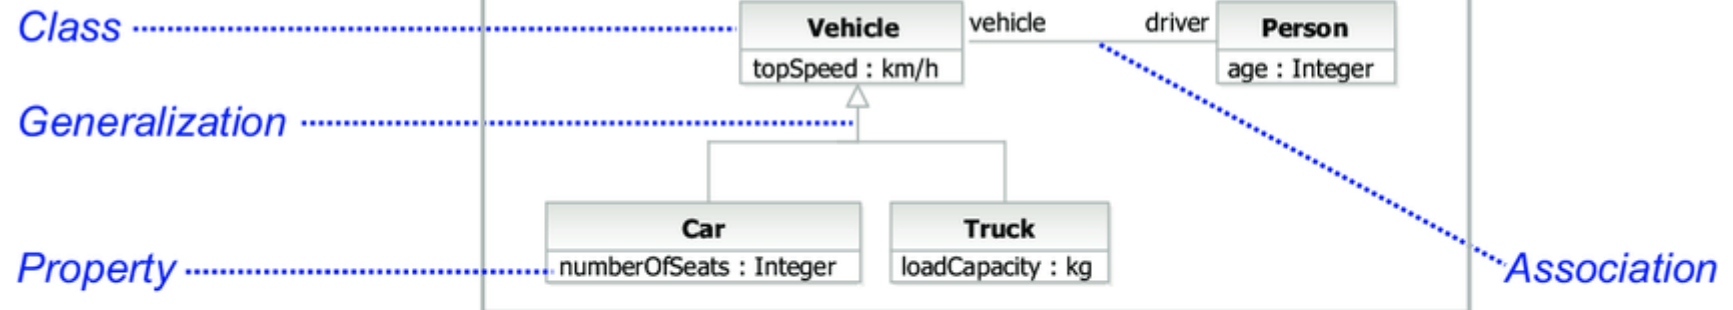 Class
Vehicle
vehicle
driver
Person
topSpeed : km/h
age : Integer
Generalization
Car
Truck
Property
numberOfSeats : Integer
loadCapacity : kg
Association